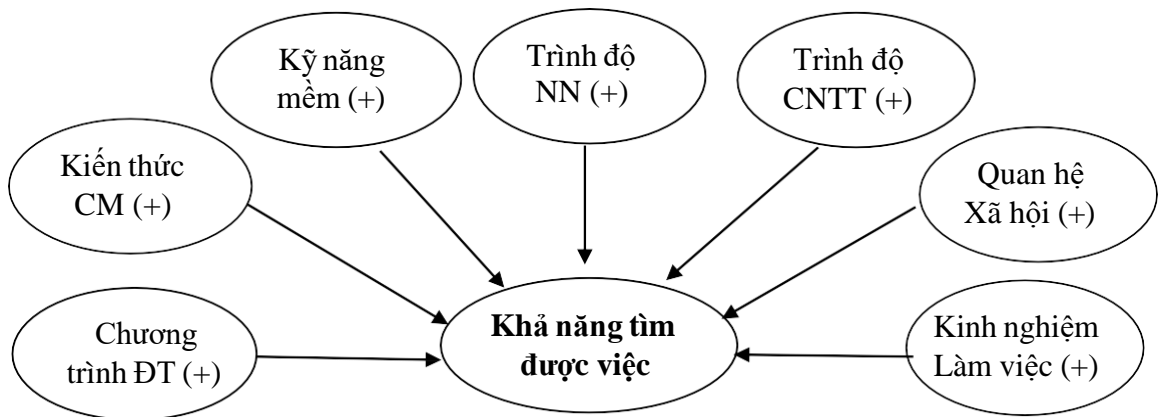 Kỹ năng
mềm (+)
Trình độ
NN (+)
Trình độ
CNTT (+)
Kiến thức
CM (+)
Quan hệ
Xã hội (+)
Chương
trình ĐT (+)
Khả năng tìm
được việc
Kinh nghiệm
Làm việc (+)